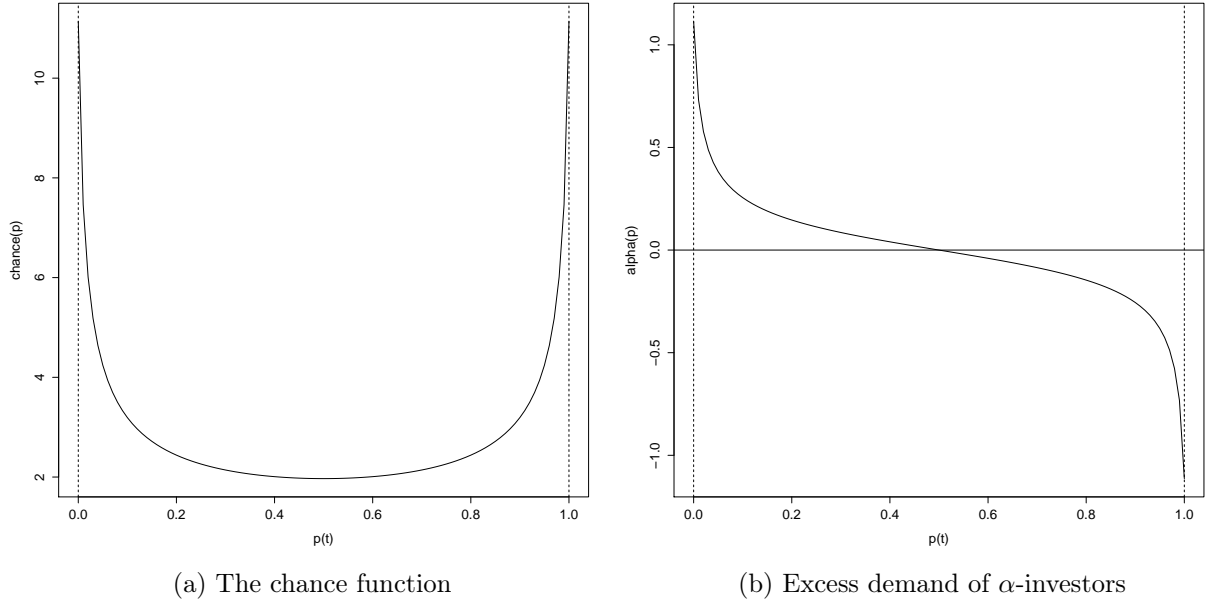 10
8
6
4
2
chance(p)
0.0 0.2 0.4 0.6 0.8 1.0
p(t)
(a) The chance function
1.0
0.5
0.0
−0.5
−1.0
alpha(p)
0.0 0.2 0.4 0.6 0.8 1.0
p(t)
(b) Excess demand of α-investors